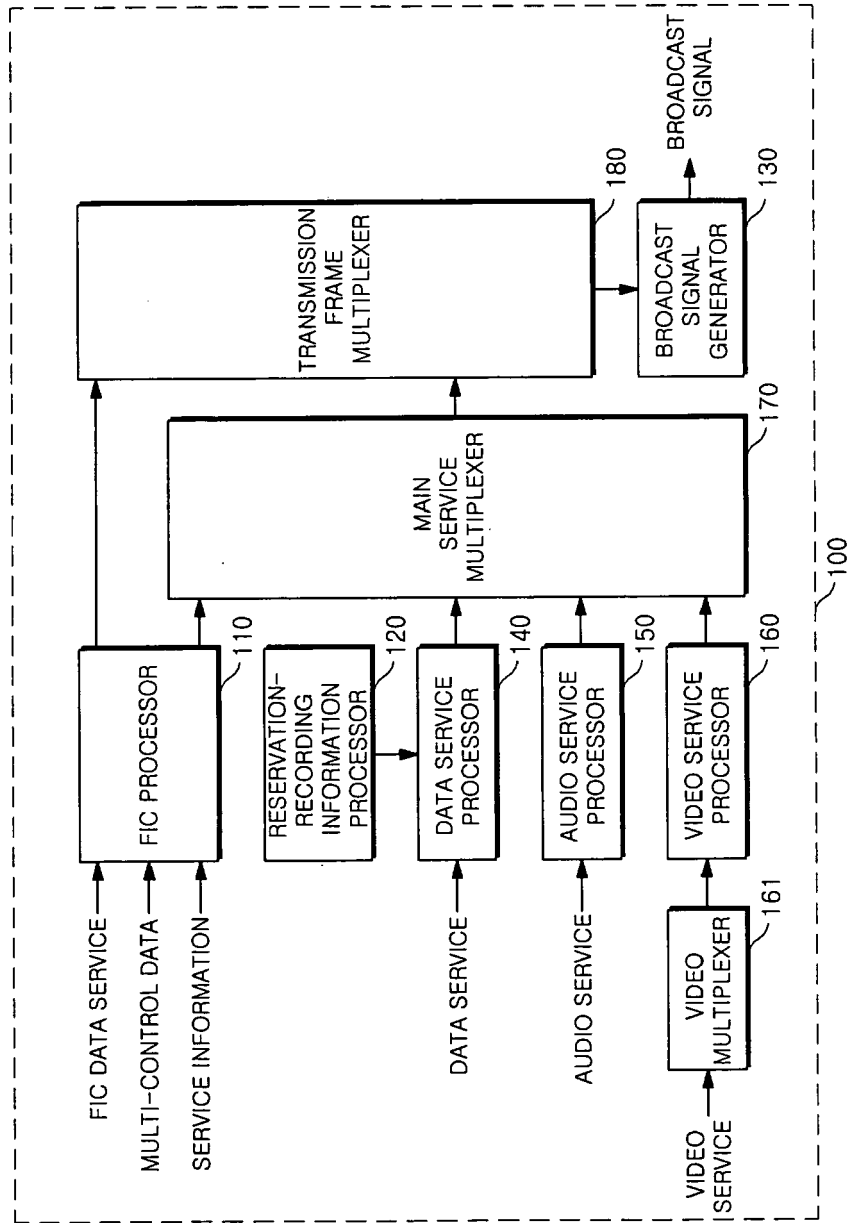 FIC DATA SERVICE
MULTI-CONTROL DATA
SERVICE INFORMATION
FIC PROCESSOR
110
RESERVATION-
RECORDING
INFORMATION
PROCESSOR
120
DATA SERVICE
DATA SERVICE
PROCESSOR
140
AUDIO SERVICE
AUDIO SERVICE
PROCESSOR
150
VIDEO
SERVICE
VIDEO
MULTIPLEXER
161
VIDEO SERVICE
PROCESSOR
160
MAIN
SERVICE
MULTIPLEXER
170
TRANSMISSION
FRAME
MULTIPLEXER
180
BROADCAST
SIGNAL
GENERATOR
130
BROADCAST
SIGNAL
100